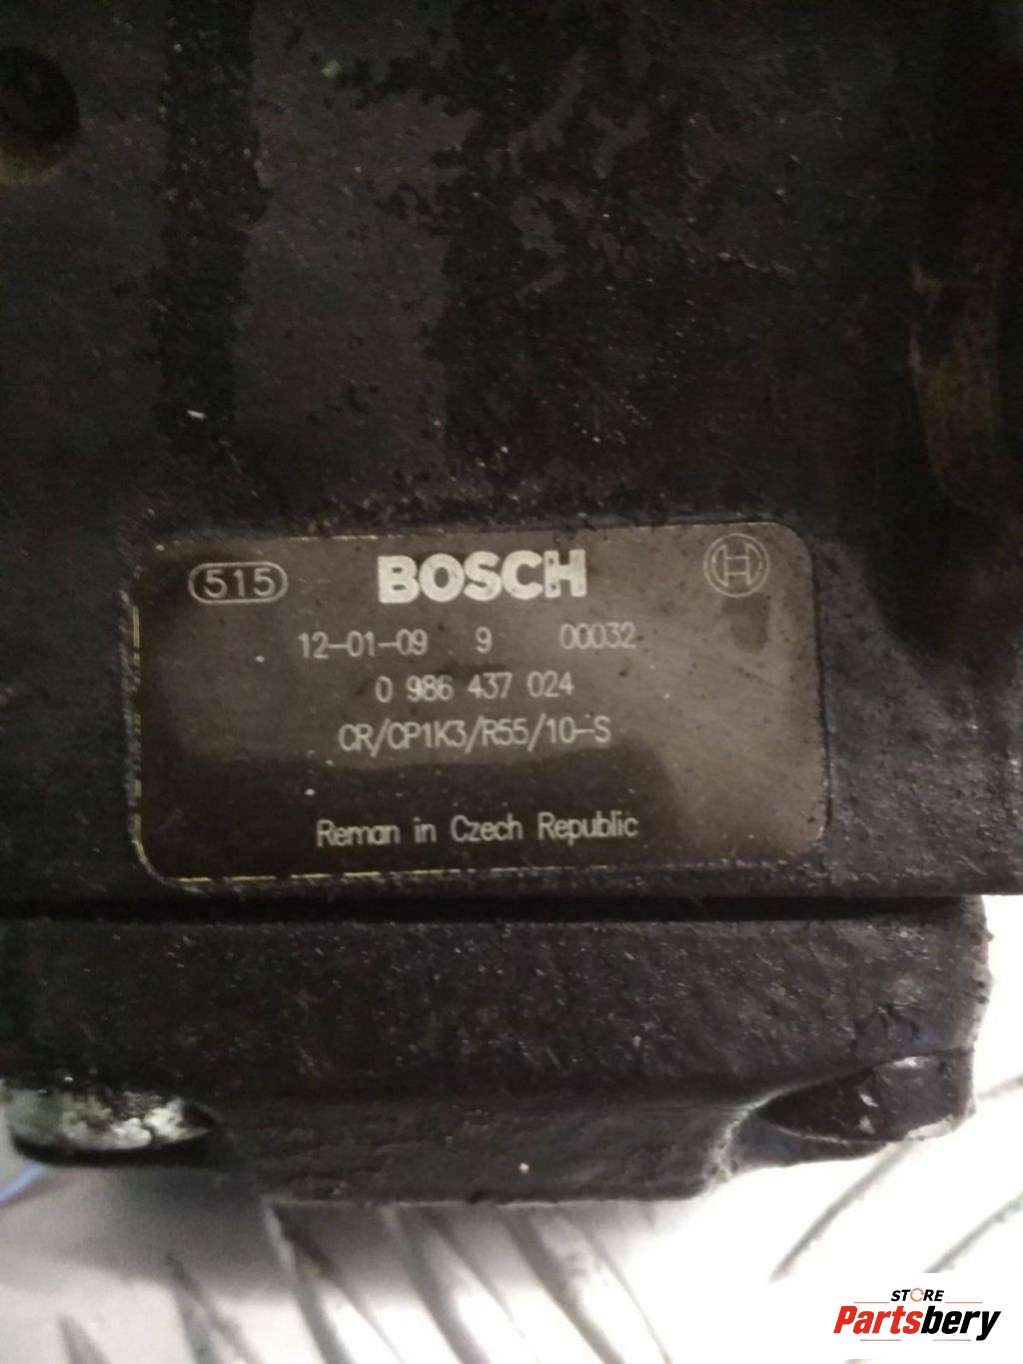 515 BOSCH
12-01-09 9 00032
0 986 437 024
CR/CP1K3/R55/10-S
Reman in Czech Republic
STORE
Partsbery